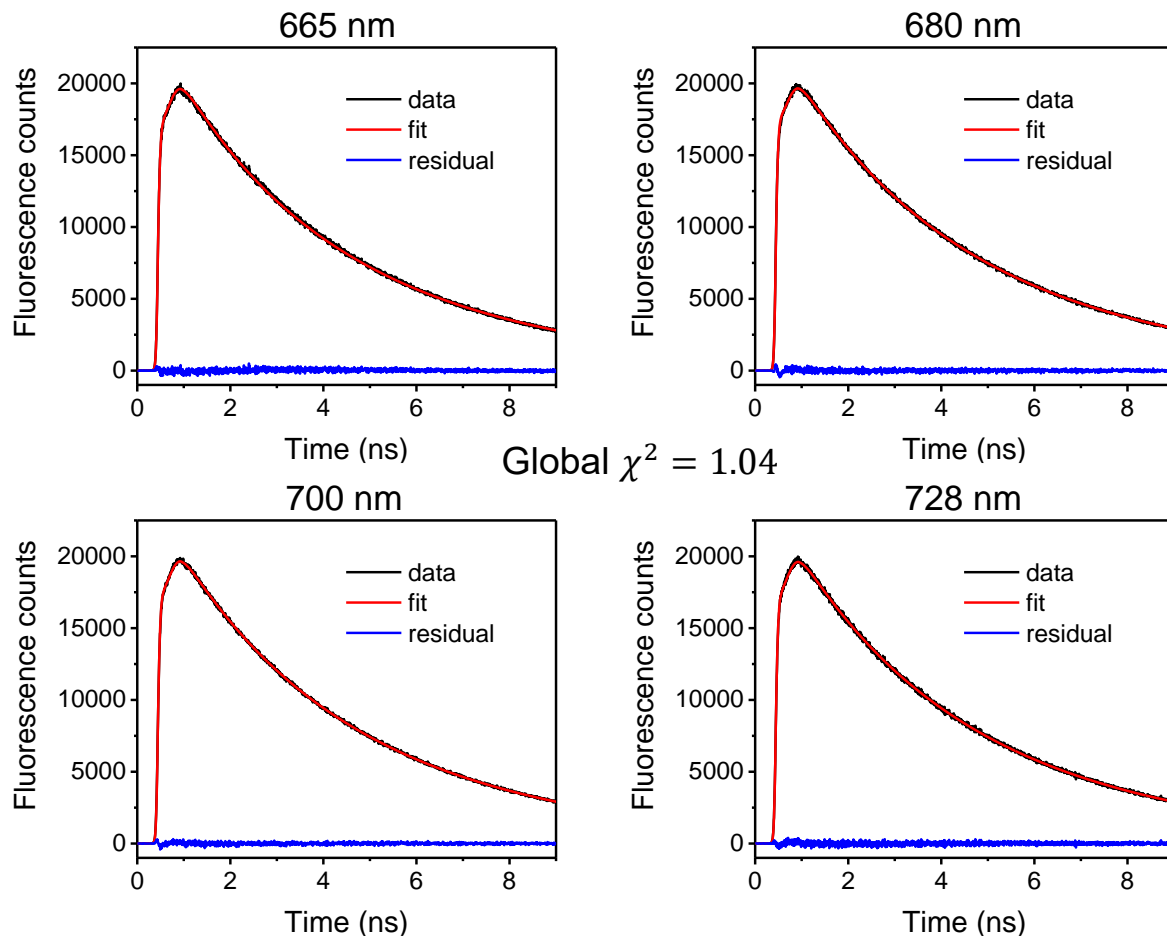 665 nm
20000
15000
10000
5000
0
Fluorescence counts
data
fit
residual
0 2 4 6 8
Time (ns)
680 nm
20000
15000
10000
5000
0
Fluorescence counts
data
fit
residual
0 2 4 6 8
Time (ns)
Global χ² = 1.04
700 nm
20000
15000
10000
5000
0
Fluorescence counts
data
fit
residual
0 2 4 6 8
Time (ns)
728 nm
20000
15000
10000
5000
0
Fluorescence counts
data
fit
residual
0 2 4 6 8
Time (ns)